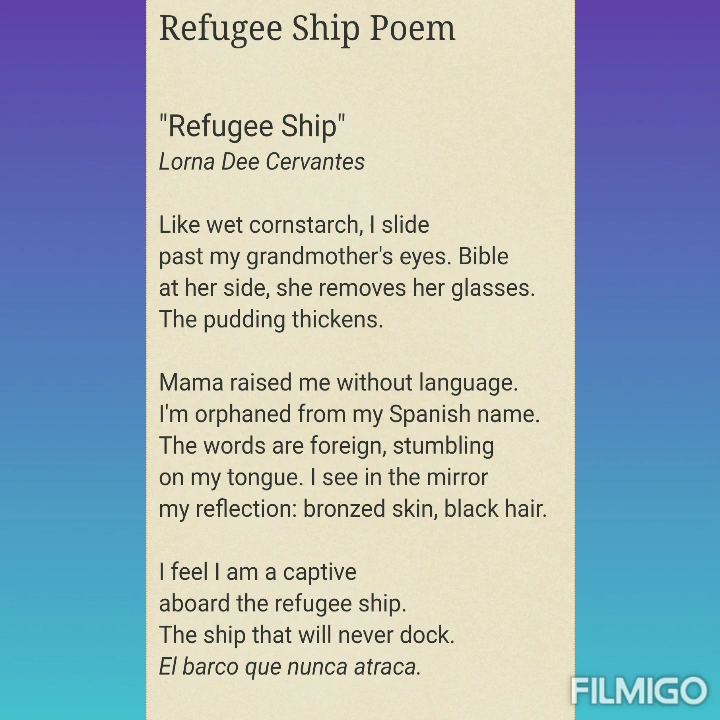 Refugee Ship Poem
"Refugee Ship"
Lorna Dee Cervantes
Like wet cornstarch, I slide
past my grandmother's eyes. Bible
at her side, she removes her glasses.
The pudding thickens.
Mama raised me without language.
I'm orphaned from my Spanish name.
The words are foreign, stumbling
on my tongue. I see in the mirror
my reflection: bronzed skin, black hair.
I feel I am a captive
aboard the refugee ship.
The ship that will never dock.
El barco que nunca atraca.
FILMIGO